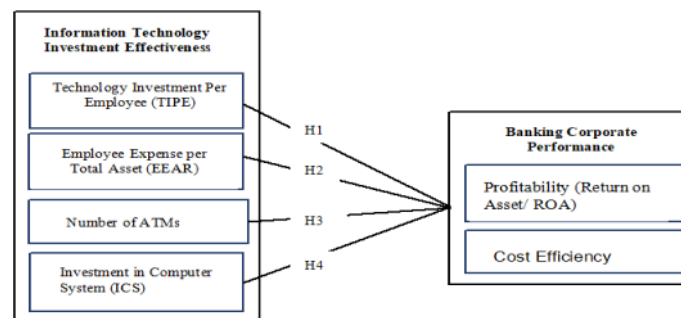 Information Technology
Investment Effectiveness
Technology Investment Per
Employee (TIPE)
Employee Expense per
Total Asset (EEAR)
Number of ATMs
Investment in Computer
System (ICS)
H1
H2
H3
H4
Banking Corporate
Performance
Profitability (Return on
Asset/ ROA)
Cost Efficiency